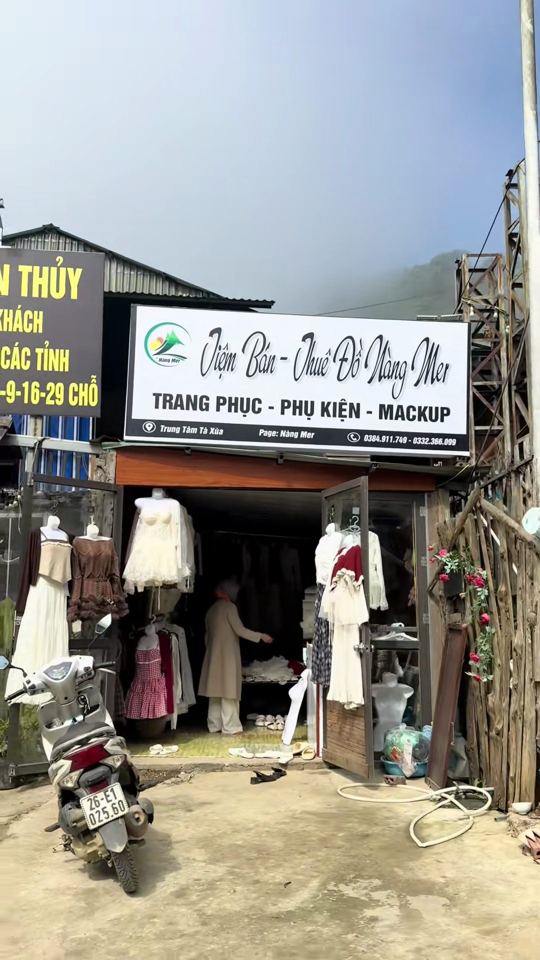 N THỦY
KHÁCH
CÁC TỈNH
-9-16-29 CHỖ
Nàng Mer
Tiệm Bán - Thuê Đồ Nàng Mer
TRANG PHỤC - PHỤ KIỆN - MACKUP
Trung Tâm Tà Xùa
Page: Nàng Mer
0384.911.749 - 0332.366.099
26-E1
025.60